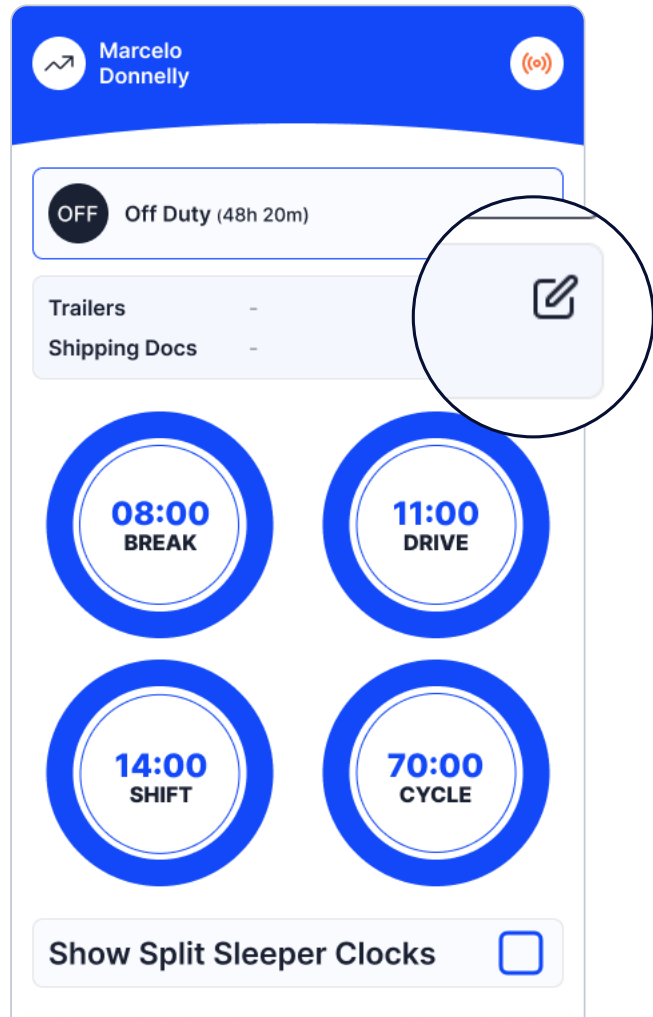 Marcelo
Donnelly
OFF Off Duty (48h 20m)
Trailers -
Shipping Docs -
08:00
BREAK
11:00
DRIVE
14:00
SHIFT
70:00
CYCLE
Show Split Sleeper Clocks